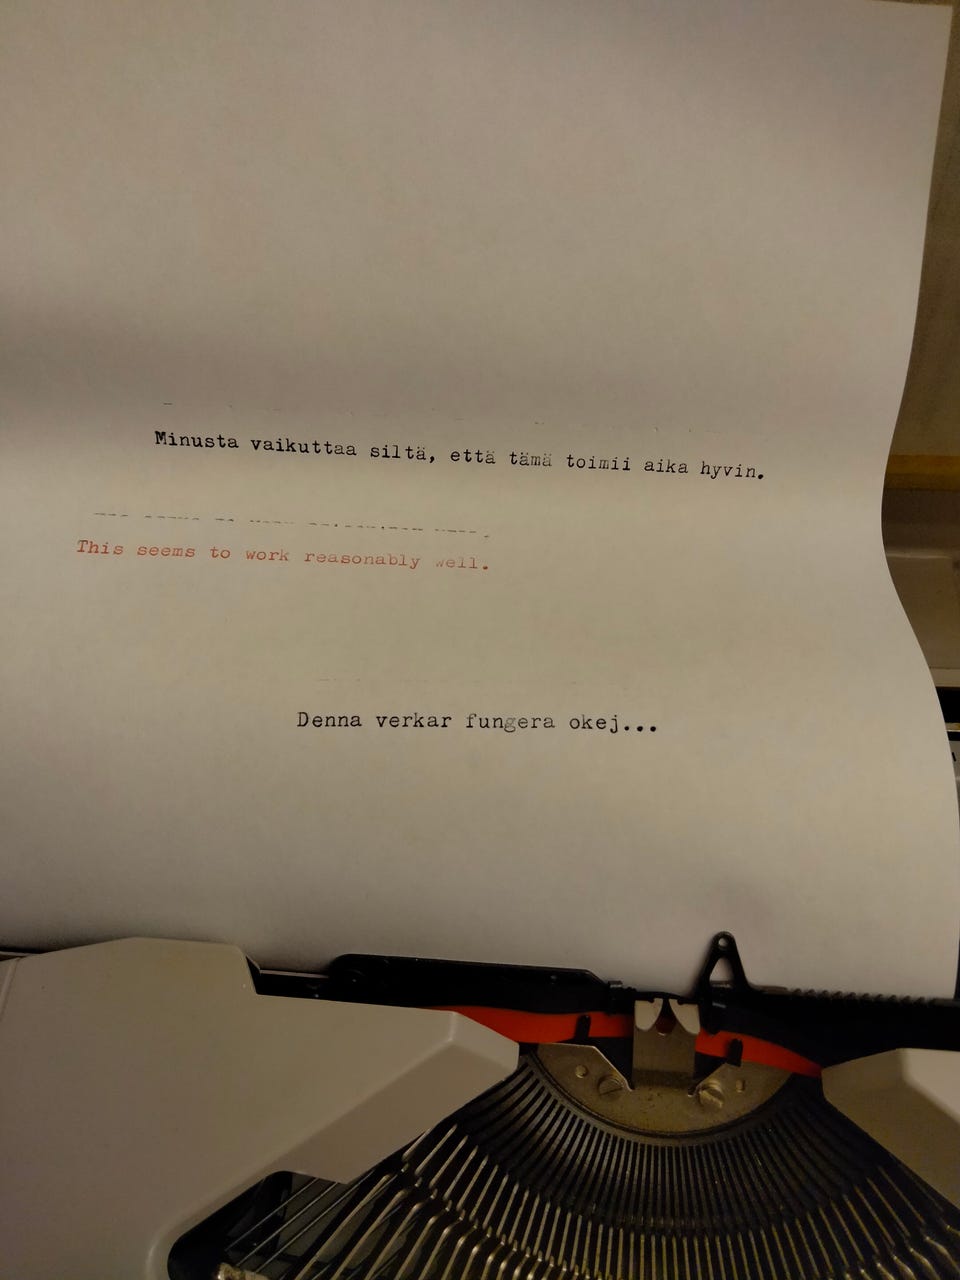 Minusta vaikuttaa siltä, että tämä toimii aika hyvin.
This seems to work reasonably well.
Denna verkar fungera okej...